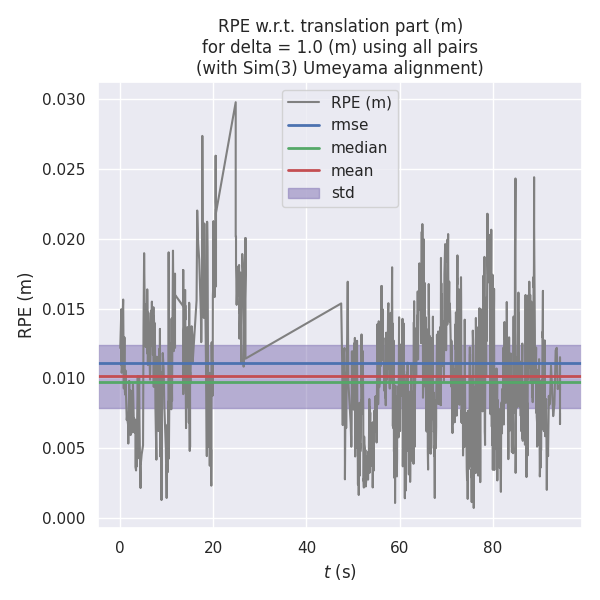 RPE w.r.t. translation part (m)
for delta = 1.0 (m) using all pairs
(with Sim(3) Umeyama alignment)
RPE (m)
rmse
median
mean
std
0.030
0.025
0.020
0.015
0.010
0.005
0.000
RPE (m)
0 20 40 60 80
t (s)